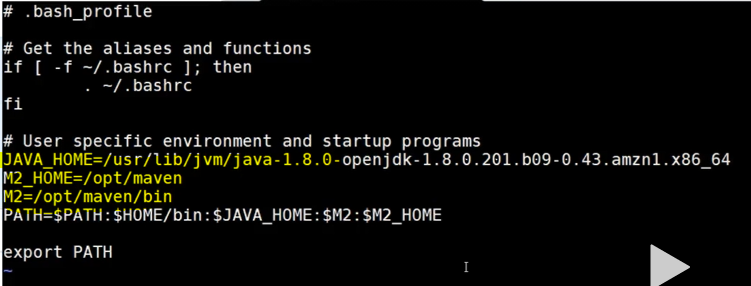 # .bash_profile
# Get the aliases and functions
if [ -f ~/.bashrc ]; then
. ~/.bashrc
fi
# User specific environment and startup programs
JAVA_HOME=/usr/lib/jvm/java-1.8.0-openjdk-1.8.0.201.b09-0.43.amzn1.x86_64
M2_HOME=/opt/maven
M2=/opt/maven/bin
PATH=$PATH:$HOME/bin:$JAVA_HOME:$M2:$M2_HOME
export PATH
~